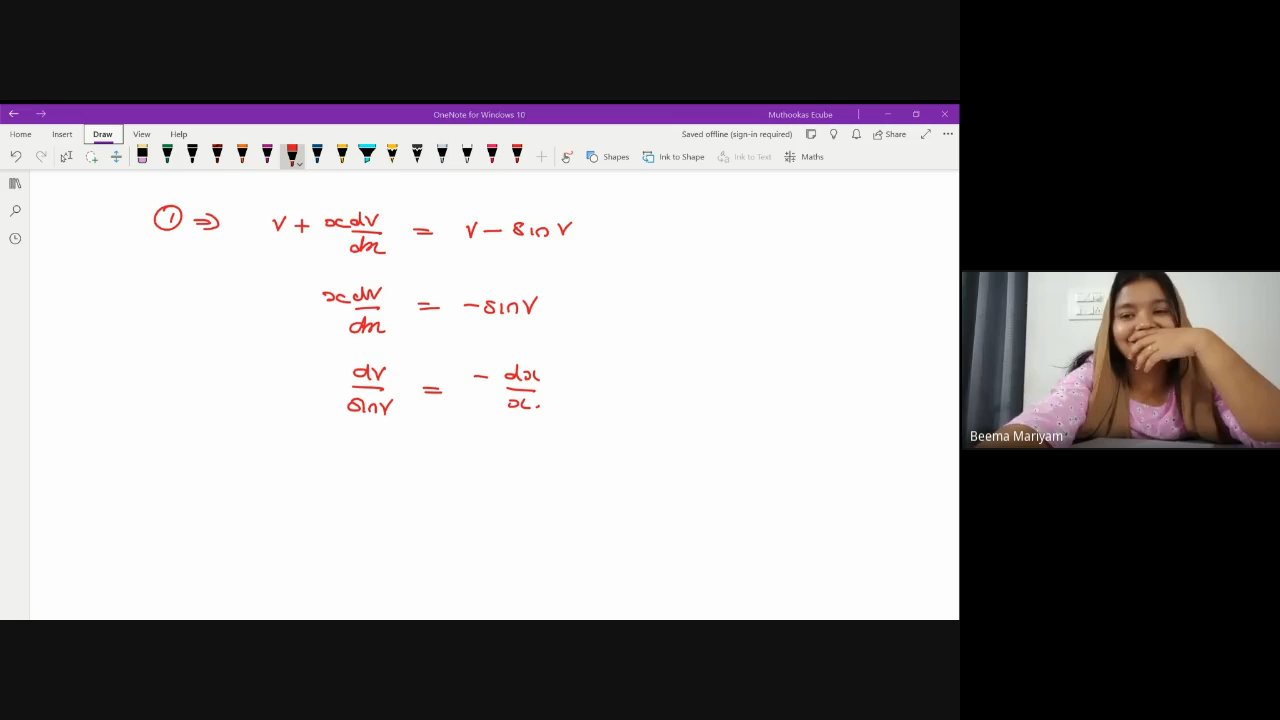 OneNote for Windows 10
Muthookas Ecube
Home Insert Draw View Help
Saved offline (sign-in required)
Share
Shapes
Ink to Shape
Ink to Text
Maths
① ⇒ v + x dv/dx = v - sin v
x dv/dx = - sin v
dv/sin v = - dx/x.
Beema Mariyam